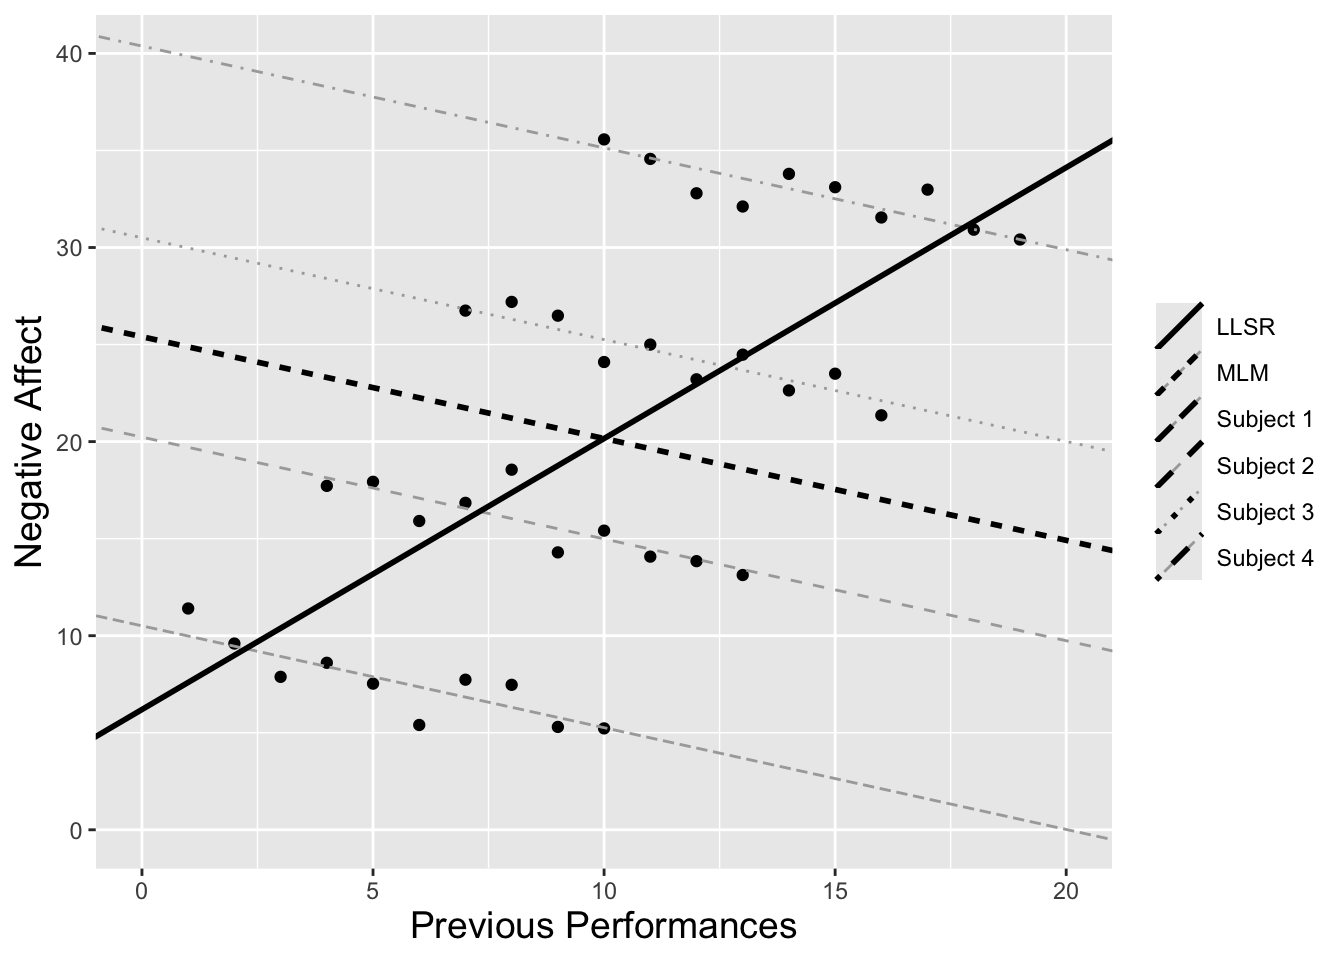 40
30
20
10
0
Negative Affect
0 5 10 15 20
Previous Performances
LLSR
MLM
Subject 1
Subject 2
Subject 3
Subject 4